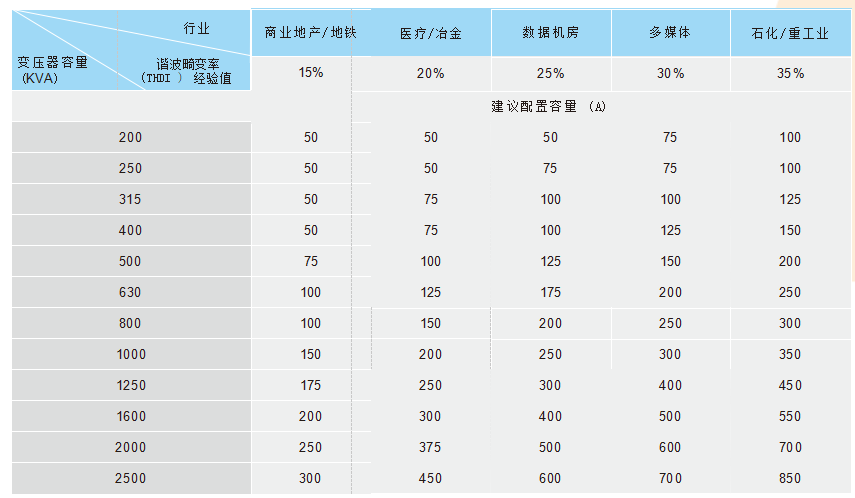 行业 商业地产/地铁 医疗/冶金 数据机房 多媒体 石化/重工业
变压器容量 (KVA) 谐波畸变率 (THDI ) 经验值 15% 20% 25% 30% 35%
建议配置容量 (A)
200 50 50 50 75 100
250 50 50 75 75 100
315 50 75 100 100 125
400 50 75 100 125 150
500 75 100 125 150 200
630 100 125 175 200 250
800 100 150 200 250 300
1000 150 200 250 300 350
1250 175 250 300 400 450
1600 200 300 400 500 550
2000 250 375 500 600 700
2500 300 450 600 700 850